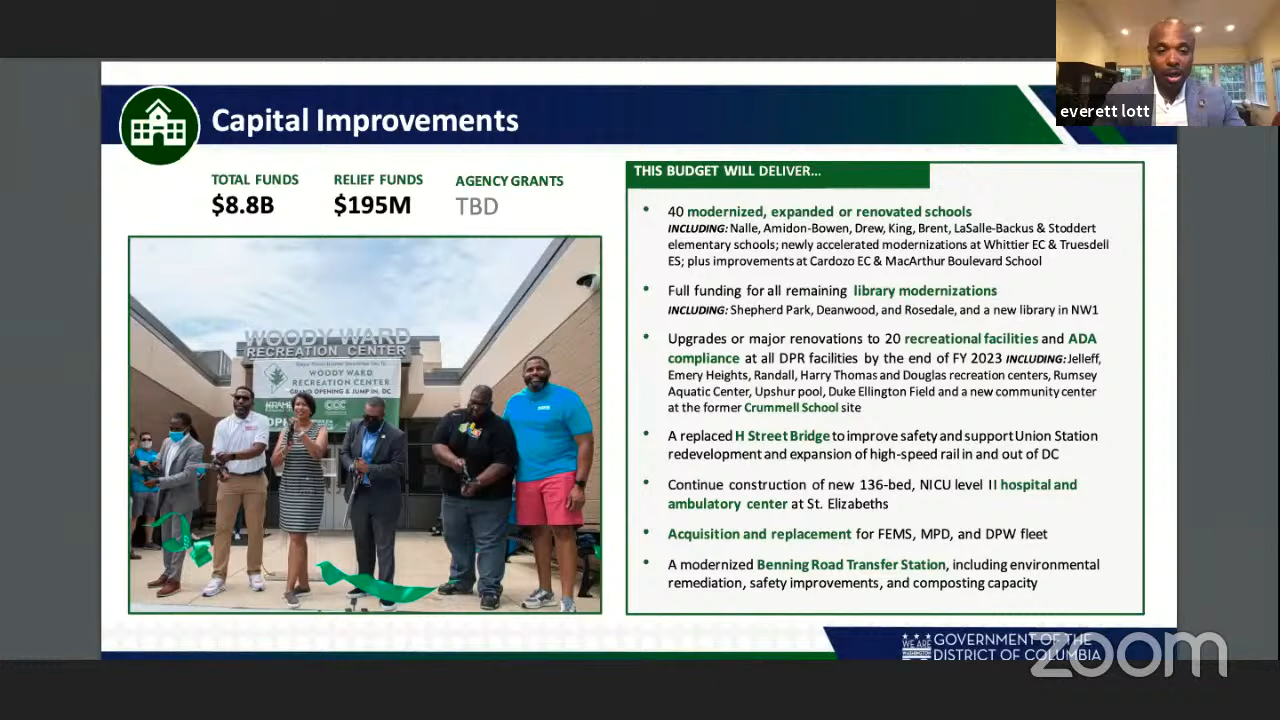 everett lott
Capital Improvements
TOTAL FUNDS
$8.8B
RELIEF FUNDS
$195M
AGENCY GRANTS
TBD
WOODY WARD
RECREATION CENTER
WOODY WARD
RECREATION CENTER
GRAND OPENING & JUMP IN, DC
THIS BUDGET WILL DELIVER...
• 40 modernized, expanded or renovated schools
INCLUDING: Nalle, Amidon-Bowen, Drew, King, Brent, LaSalle-Backus & Stoddert
elementary schools; newly accelerated modernizations at Whittier EC & Truesdell
ES; plus improvements at Cardozo EC & MacArthur Boulevard School
• Full funding for all remaining library modernizations
INCLUDING: Shepherd Park, Deanwood, and Rosedale, and a new library in NW1
• Upgrades or major renovations to 20 recreational facilities and ADA
compliance at all DPR facilities by the end of FY 2023 INCLUDING: Jelleff,
Emery Heights, Randall, Harry Thomas and Douglas recreation centers, Rumsey
Aquatic Center, Upshur pool, Duke Ellington Field and a new community center
at the former Crummell School site
• A replaced H Street Bridge to improve safety and support Union Station
redevelopment and expansion of high-speed rail in and out of DC
• Continue construction of new 136-bed, NICU level II hospital and
ambulatory center at St. Elizabeths
• Acquisition and replacement for FEMS, MPD, and DPW fleet
• A modernized Benning Road Transfer Station, including environmental
remediation, safety improvements, and composting capacity
WE ARE
WASHINGTON
GOVERNMENT OF THE
DISTRICT OF COLUMBIA
zoom